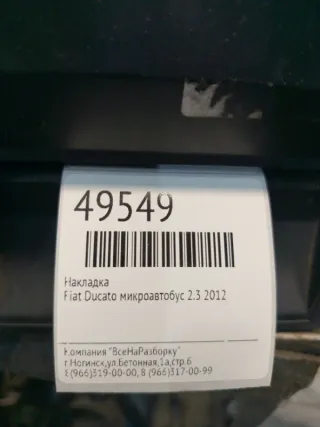 49549
Накладка
Fiat Ducato микроавтобус 2.3 2012
Компания "ВсеНаРазборку"
г.Ногинск,ул.Бетонная,1а,стр.6
8 (966)319-00-00, 8 (966)317-00-99